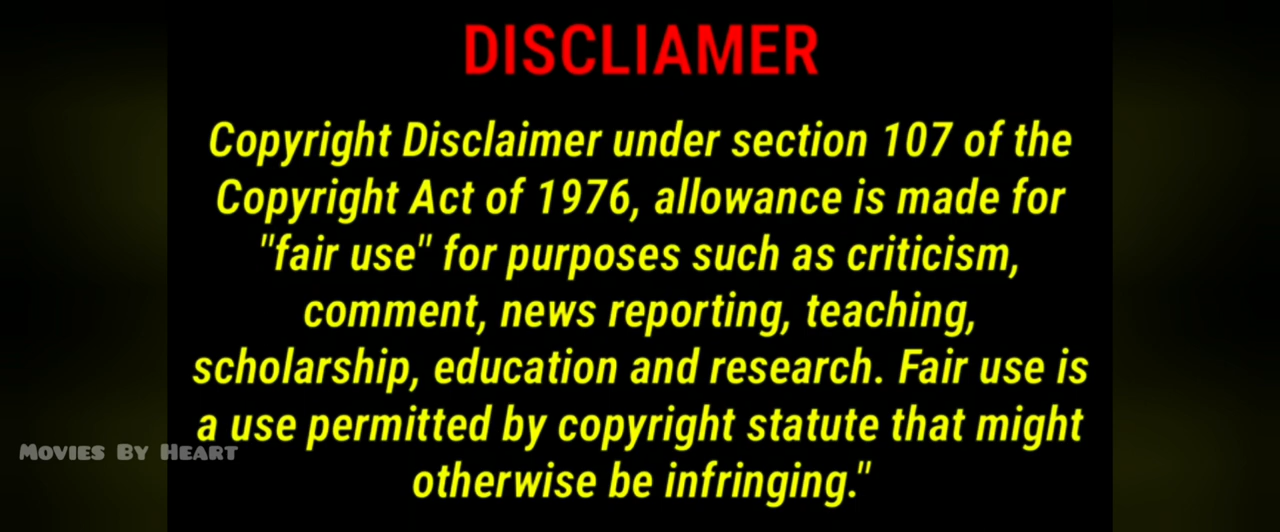 DISCLIAMER
Copyright Disclaimer under section 107 of the
Copyright Act of 1976, allowance is made for
"fair use" for purposes such as criticism,
comment, news reporting, teaching,
scholarship, education and research. Fair use is
a use permitted by copyright statute that might
Movies By Heart
otherwise be infringing."